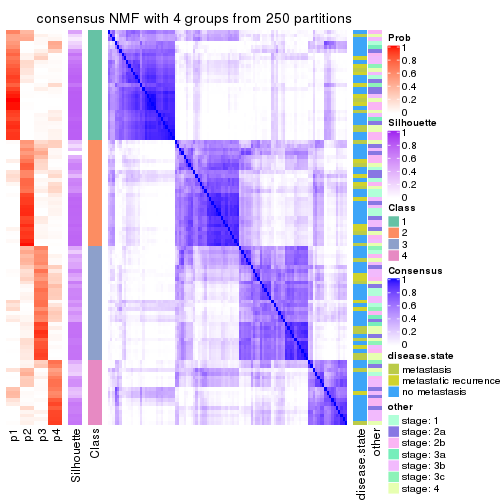 consensus NMF with 4 groups from 250 partitions
Prob
1
0.8
0.6
0.4
0.2
0
Silhouette
1
0.8
0.6
0.4
0.2
0
Class
1
2
3
4
Consensus
1
0.8
0.6
0.4
0.2
0
disease.state
metastasis
metastatic recurrence
no metastasis
other
stage: 1
stage: 2a
stage: 2b
stage: 3a
stage: 3b
stage: 3c
stage: 4
p1
p2
p3
p4
Silhouette
Class
disease.state
other